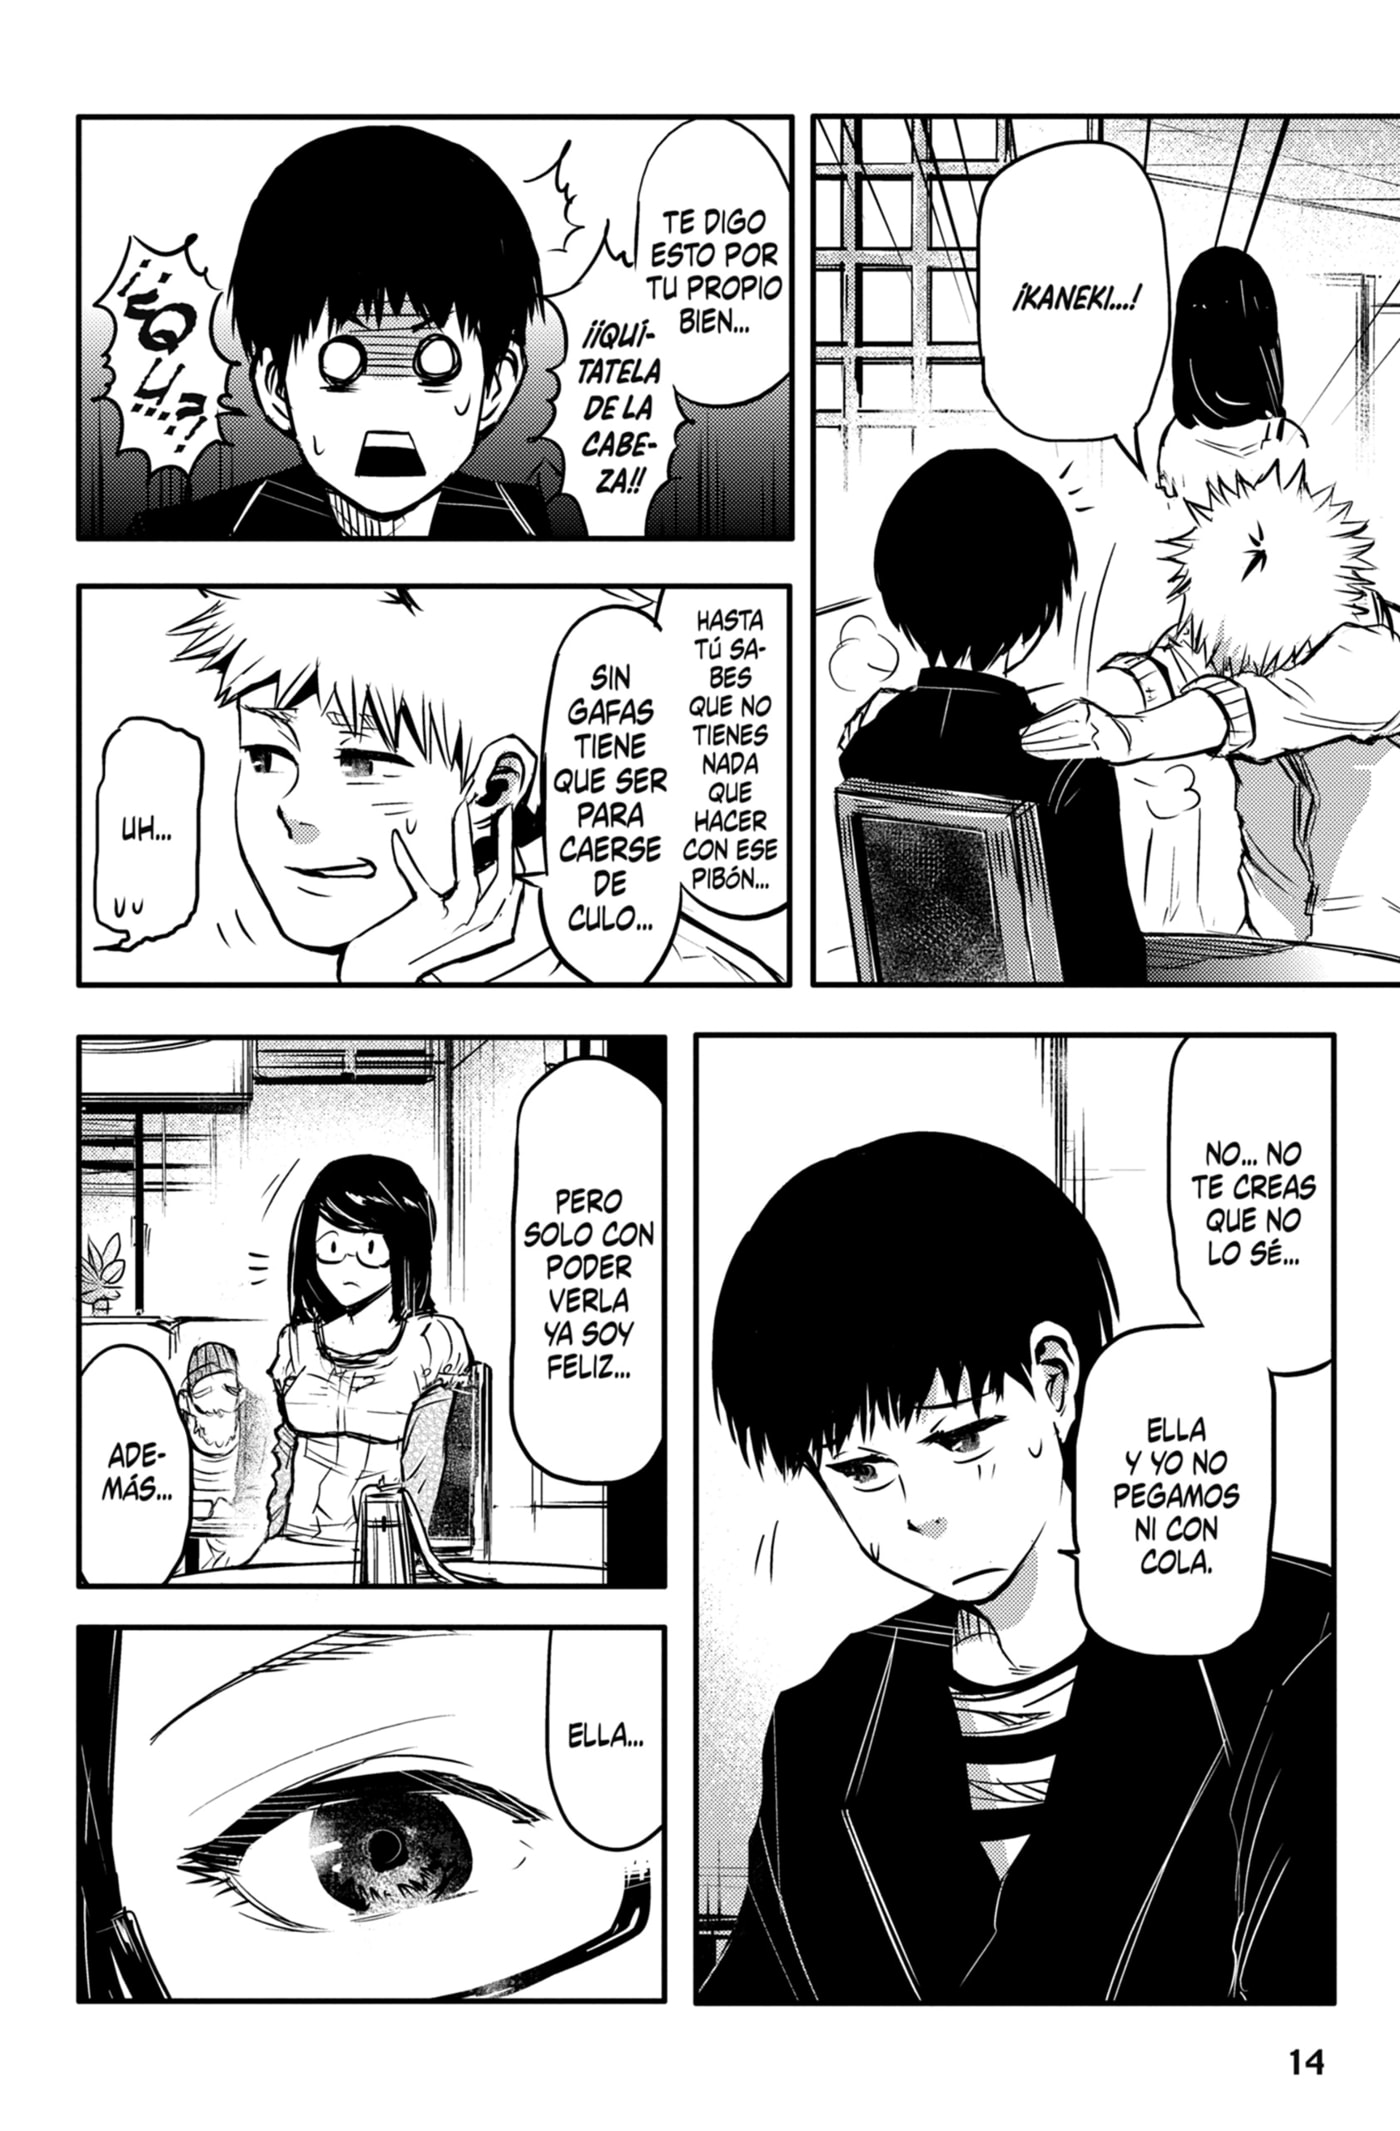 ¡KANEKI...!
TE DIGO
ESTO POR
TU PROPIO
BIEN...
¡¡QUÍ-
TATELA
DE LA
CABE-
ZA!!
¡¡¿QU...?!!
HASTA
TÚ SA-
BES
QUE NO
TIENES
NADA
QUE
HACER
CON ESE
PIBÓN...
SIN
GAFAS
TIENE
QUE SER
PARA
CAERSE
DE
CULO...
UH...
NO... NO
TE CREAS
QUE NO
LO SÉ...
ELLA
Y YO NO
PEGAMOS
NI CON
COLA.
PERO
SOLO CON
PODER
VERLA
YA SOY
FELIZ...
ADE-
MÁS...
ELLA...
14